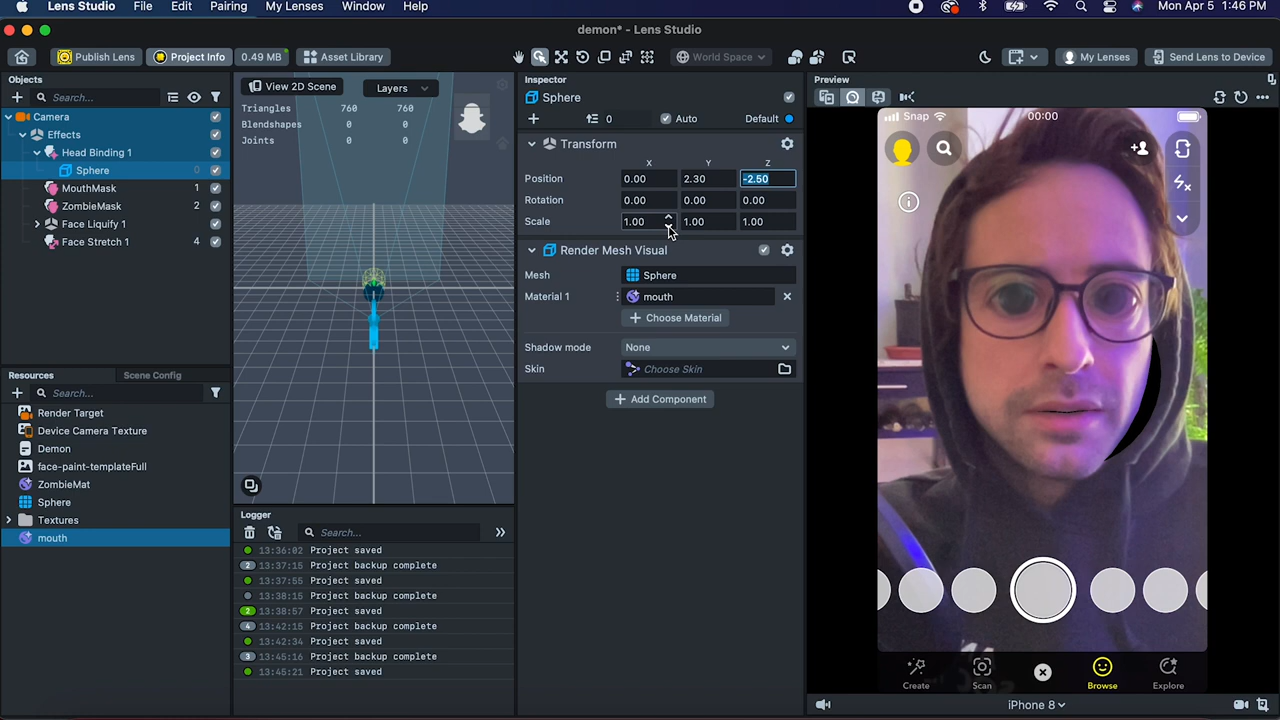 Lens Studio File Edit Pairing My Lenses Window Help Mon Apr 5 1:46 PM
demon* - Lens Studio
Publish Lens Project Info 0.49 MB Asset Library World Space My Lenses Send Lens to Device
Objects
Search...
Camera
Effects
Head Binding 1
Sphere 0
MouthMask 1
ZombieMask 2
Face Liquify 1
Face Stretch 1 4
Resources Scene Config
Search...
Render Target
Device Camera Texture
Demon
face-paint-templateFull
ZombieMat
Sphere
Textures
mouth
View 2D Scene Layers
Triangles 760 760
Blendshapes 0 0
Joints 0 0
Logger
Search...
13:36:02 Project saved
2 13:37:15 Project backup complete
13:37:55 Project saved
13:38:15 Project backup complete
2 13:38:57 Project saved
4 13:42:15 Project backup complete
13:42:34 Project saved
3 13:45:16 Project backup complete
13:45:21 Project saved
Inspector
Sphere
0 Auto Default
Transform
X Y Z
Position 0.00 2.30 -2.50
Rotation 0.00 0.00 0.00
Scale 1.00 1.00 1.00
Render Mesh Visual
Mesh Sphere
Material 1 mouth
Choose Material
Shadow mode None
Skin Choose Skin
Add Component
Preview
Snap 00:00
Create Scan Browse Explore
iPhone 8